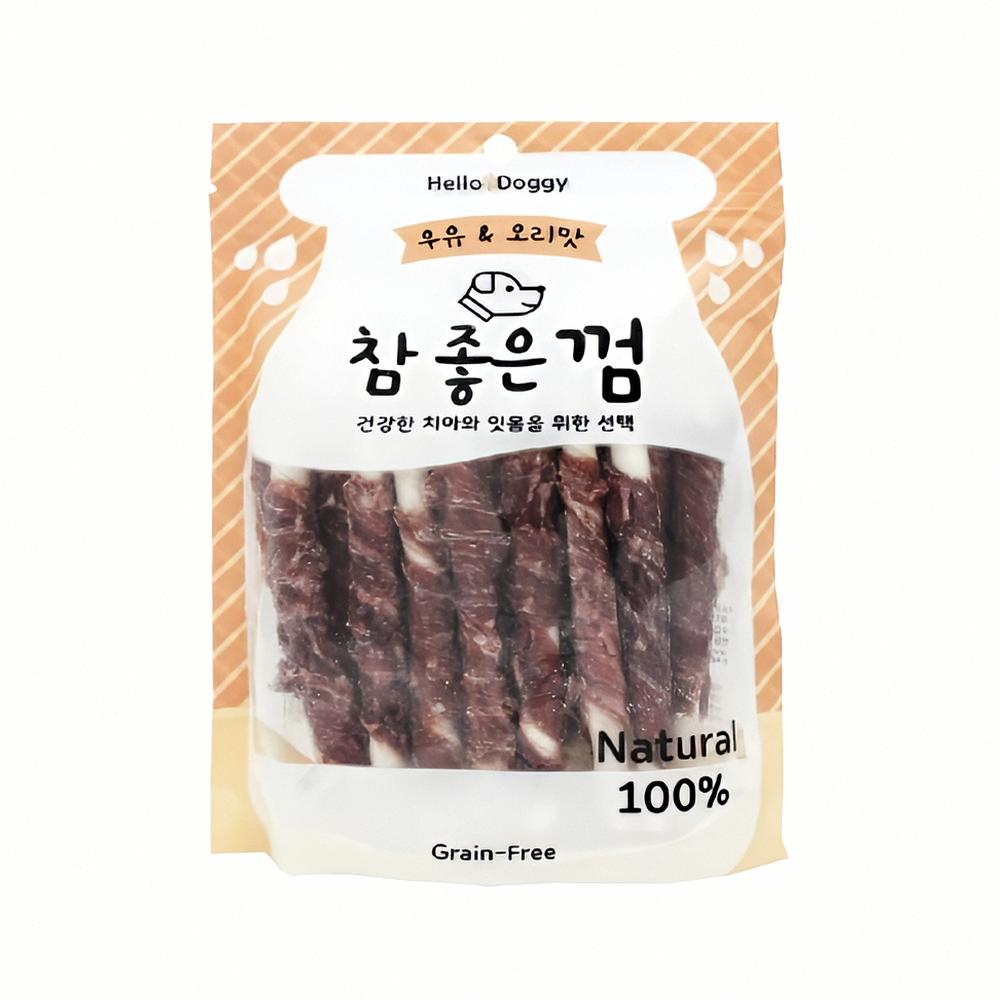 Hello Doggy
우유 & 오리맛
참 좋은 껌
건강한 치아와 잇몸을 위한 선택
Natural
100%
Grain-Free